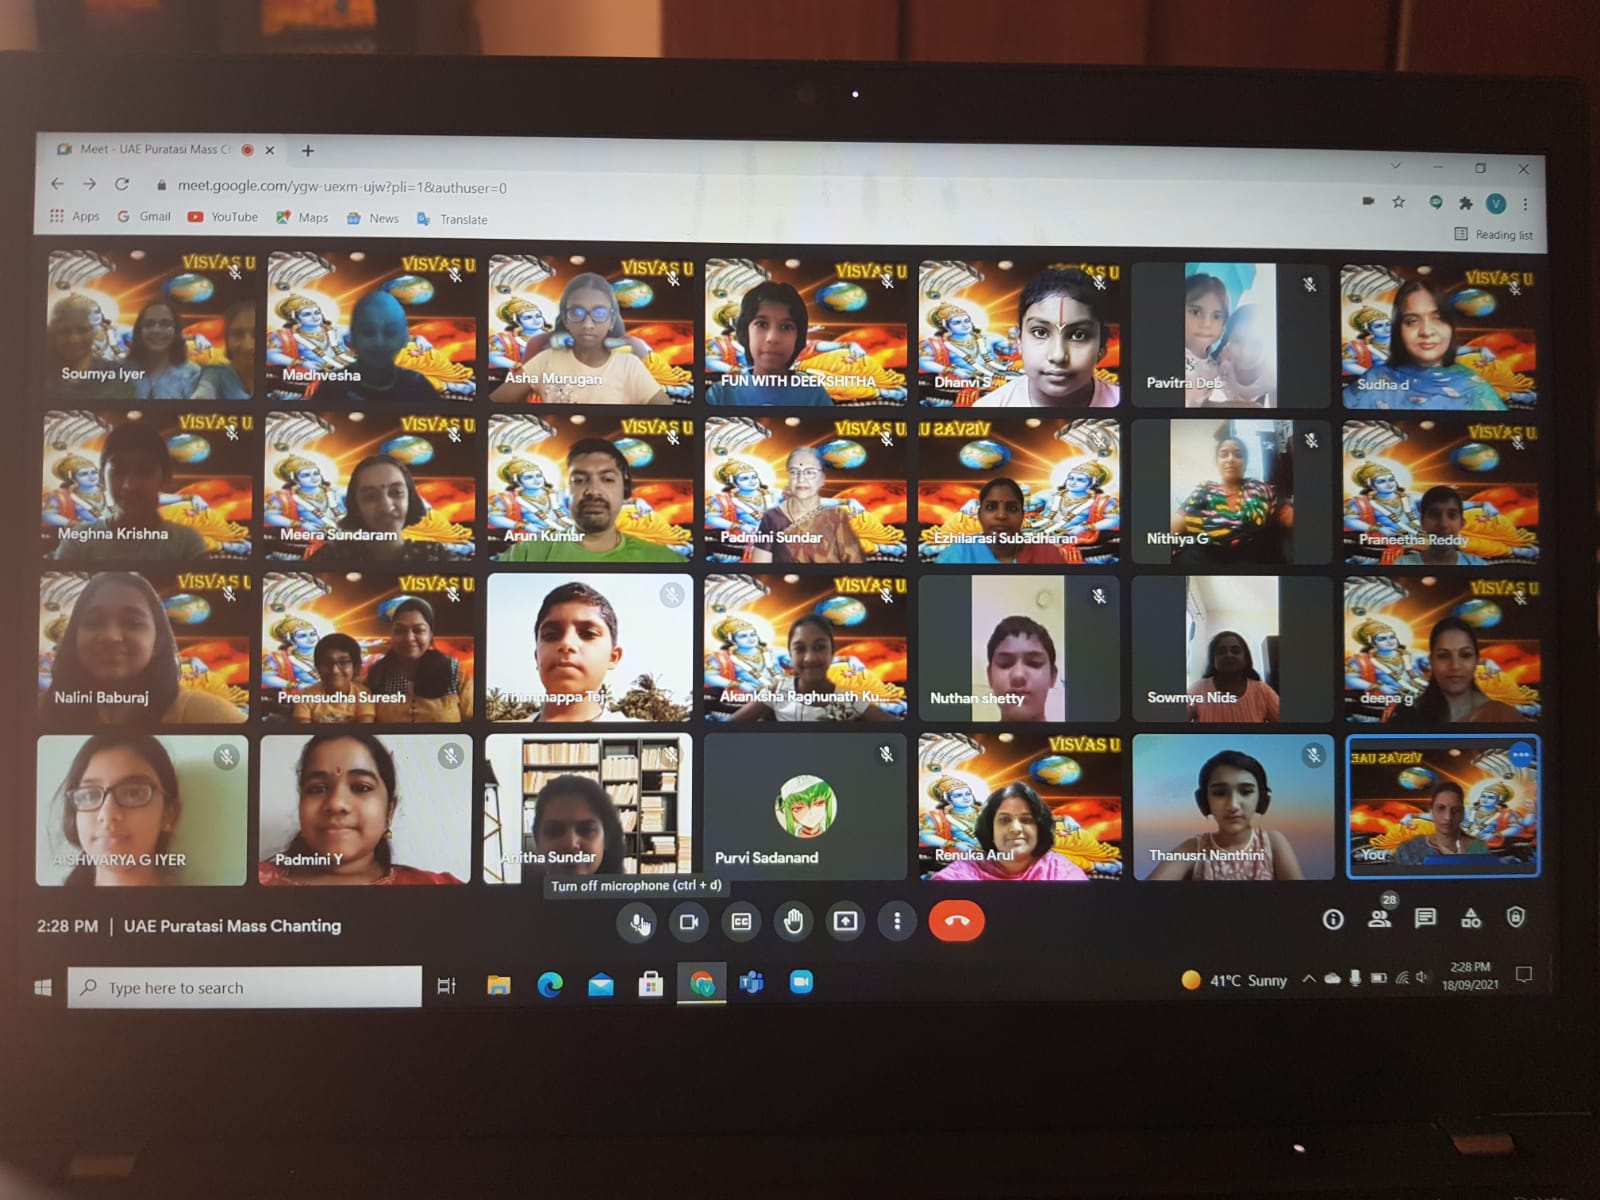 Meet - UAE Puratasi Mass C
meet.google.com/ygw-uexm-ujw?pli=1&authuser=0
Apps Gmail YouTube Maps News Translate
Reading list
VISVAS U VISVAS U VISVAS U VISVAS U AS U VISVAS U
Soumya Iyer Madhvesha Asha Murugan FUN WITH DEEKSHITHA Dhanvi S Pavitra Deb Sudha d
VISVAS U VISVAS U VISVAS U VISVAS U VISVAS U VISVAS U
Meghna Krishna Meera Sundaram Arun Kumar Padmini Sundar Ezhilarasi Subadharan Nithiya G Praneetha Reddy
VISVAS U VISVAS U VISVAS U VISVAS U
Nalini Baburaj Premsudha Suresh Thimmappa Tej Akanksha Raghunath Ku... Nuthan shetty Sowmya Nids deepa g
VISVAS U VISVAS UAE
AISHWARYA G IYER Padmini Y Anitha Sundar Purvi Sadanand Renuka Arul Thanusri Nanthini You
Turn off microphone (ctrl + d)
2:28 PM | UAE Puratasi Mass Chanting
CC
28
Type here to search
41°C Sunny
2:28 PM
18/09/2021